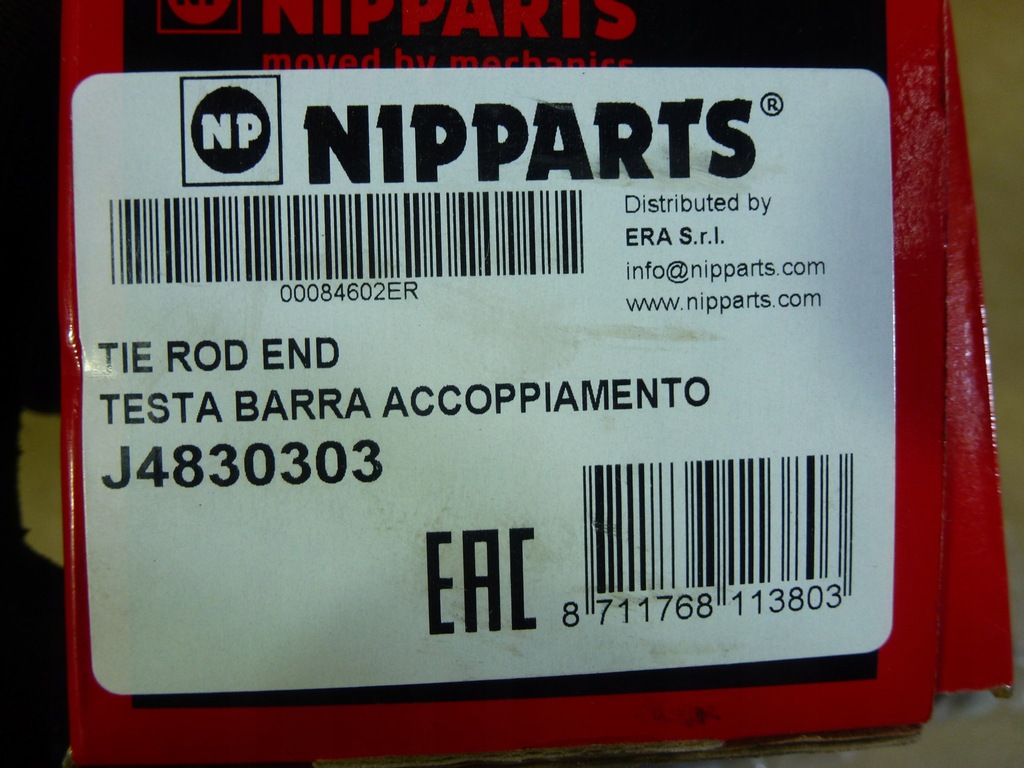 NIPPARTS
moved by mechanics
NP NIPPARTS®
Distributed by
ERA S.r.l.
info@nipparts.com
www.nipparts.com
00084602ER
TIE ROD END
TESTA BARRA ACCOPPIAMENTO
J4830303
EAC
8 711768 113803